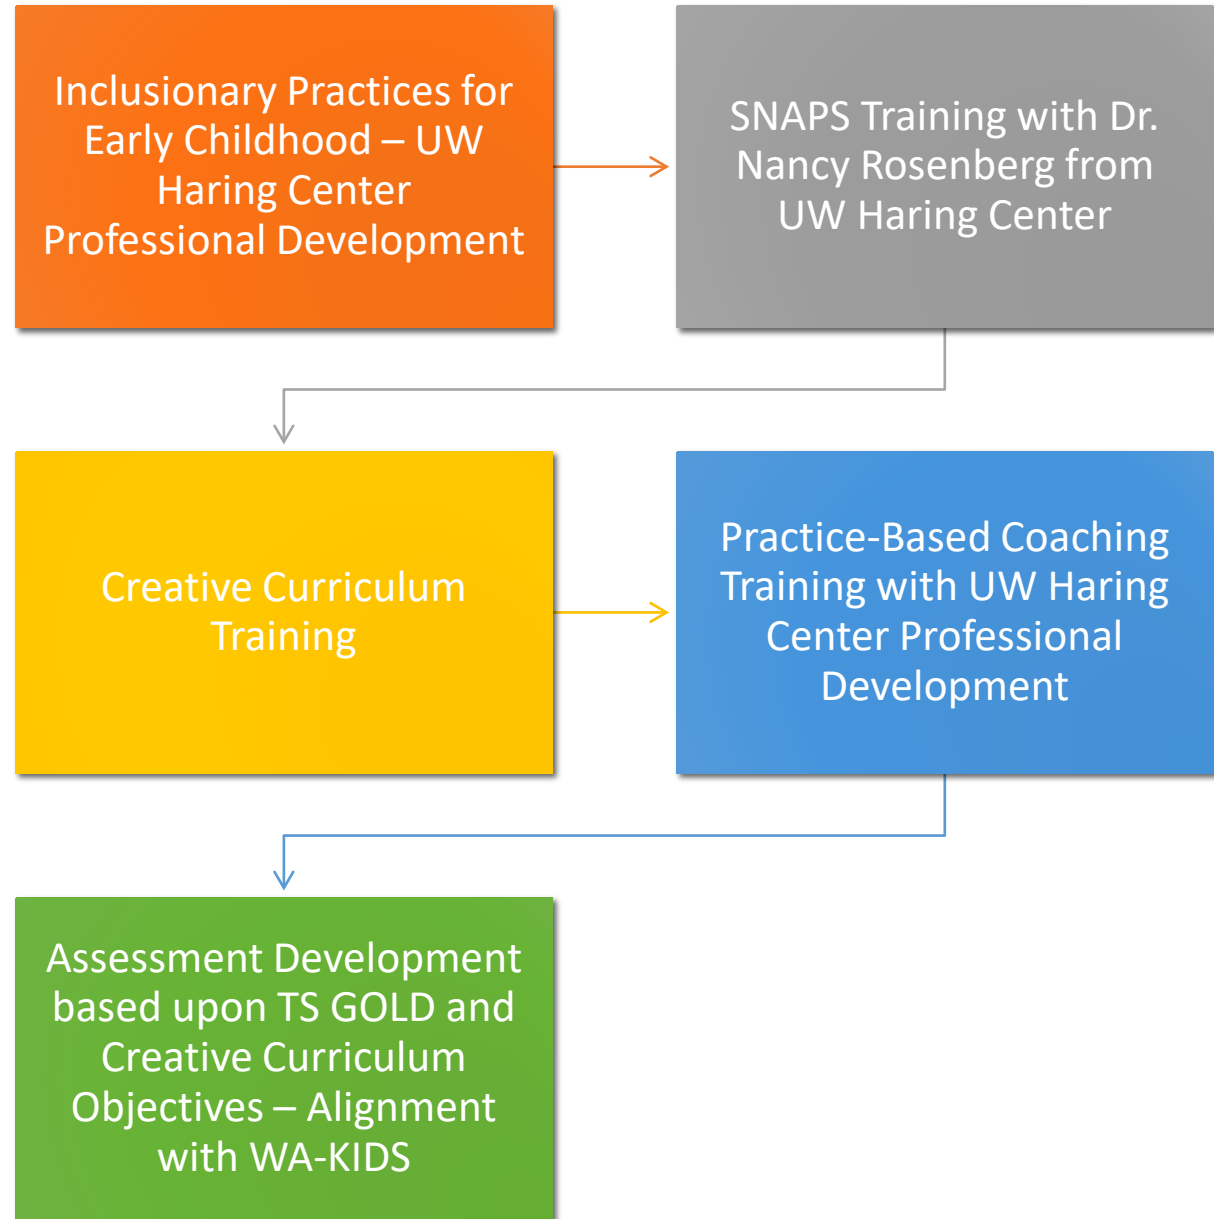 Inclusionary Practices for
Early Childhood – UW
Haring Center
Professional Development
SNAPS Training with Dr.
Nancy Rosenberg from
UW Haring Center
Creative Curriculum
Training
Practice-Based Coaching
Training with UW Haring
Center Professional
Development
Assessment Development
based upon TS GOLD and
Creative Curriculum
Objectives – Alignment
with WA-KIDS